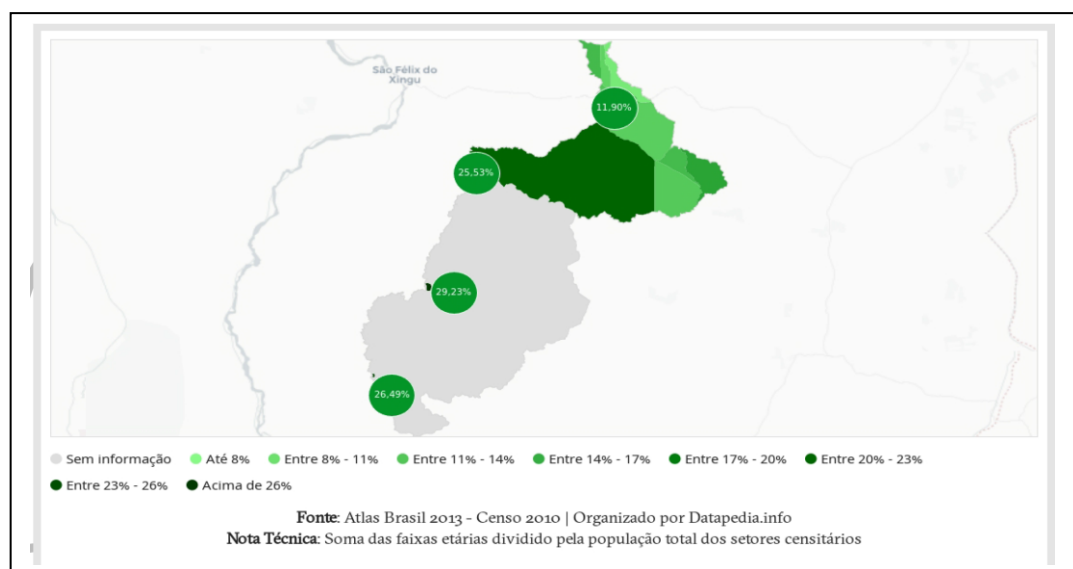 São Félix do
Xingu
11,90%
25,53%
29,23%
26,49%
Sem informação Até 8% Entre 8% - 11% Entre 11% - 14% Entre 14% - 17% Entre 17% - 20% Entre 20% - 23%
Entre 23% - 26% Acima de 26%
Fonte: Atlas Brasil 2013 - Censo 2010 | Organizado por Datapedia.info
Nota Técnica: Soma das faixas etárias dividido pela população total dos setores censitários